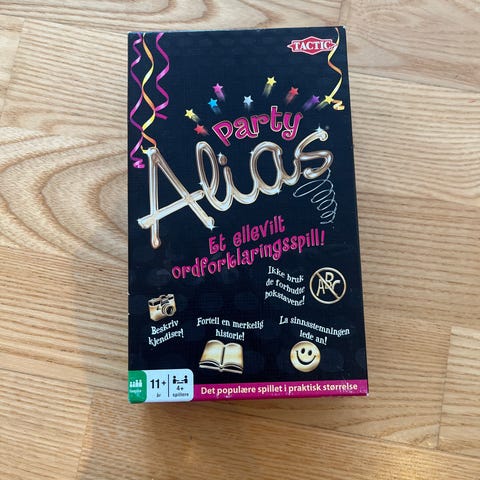 TACTIC
Party
Alias
Et ellevilt
ordforklaringsspill!
Ikke bruk
de forbudte
bokstavene!
ABC
Beskriv
kjendiser!
Fortell en merkelig
historie!
La sinnsstemningen
lede an!
11+
år
4+
spillere
Det populære spillet i praktisk størrelse